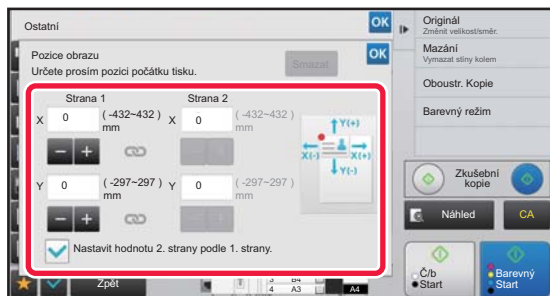 Ostatní
OK
Pozice obrazu
OK
Určete prosím pozici počátku tisku.
Smazat
Strana 1
Strana 2
X 0 (-432~432) mm
X 0 (-432~432) mm
− +
− +
Y(+)
X(-) X(+)
Y(-)
Y 0 (-297~297) mm
Y 0 (-297~297) mm
− +
− +
Nastavit hodnotu 2. strany podle 1. strany.
Zpět
3 B4
4 A3
A4
Originál
Změnit velikost/směr.
Mazání
Vymazat stíny kolem
Oboustr. Kopie
Barevný režim
Zkušební
kopie
Náhled
CA
Č/b
Start
Barevný
Start